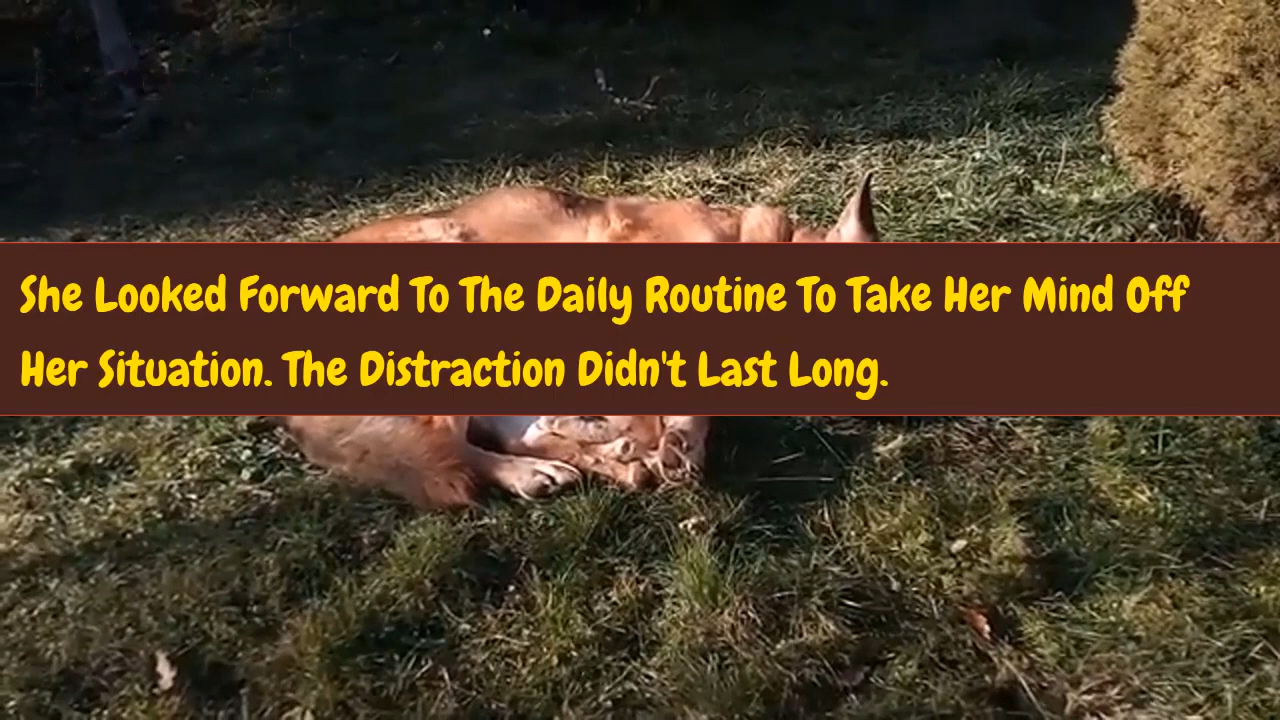 She Looked Forward To The Daily Routine To Take Her Mind Off
Her Situation. The Distraction Didn't Last Long.